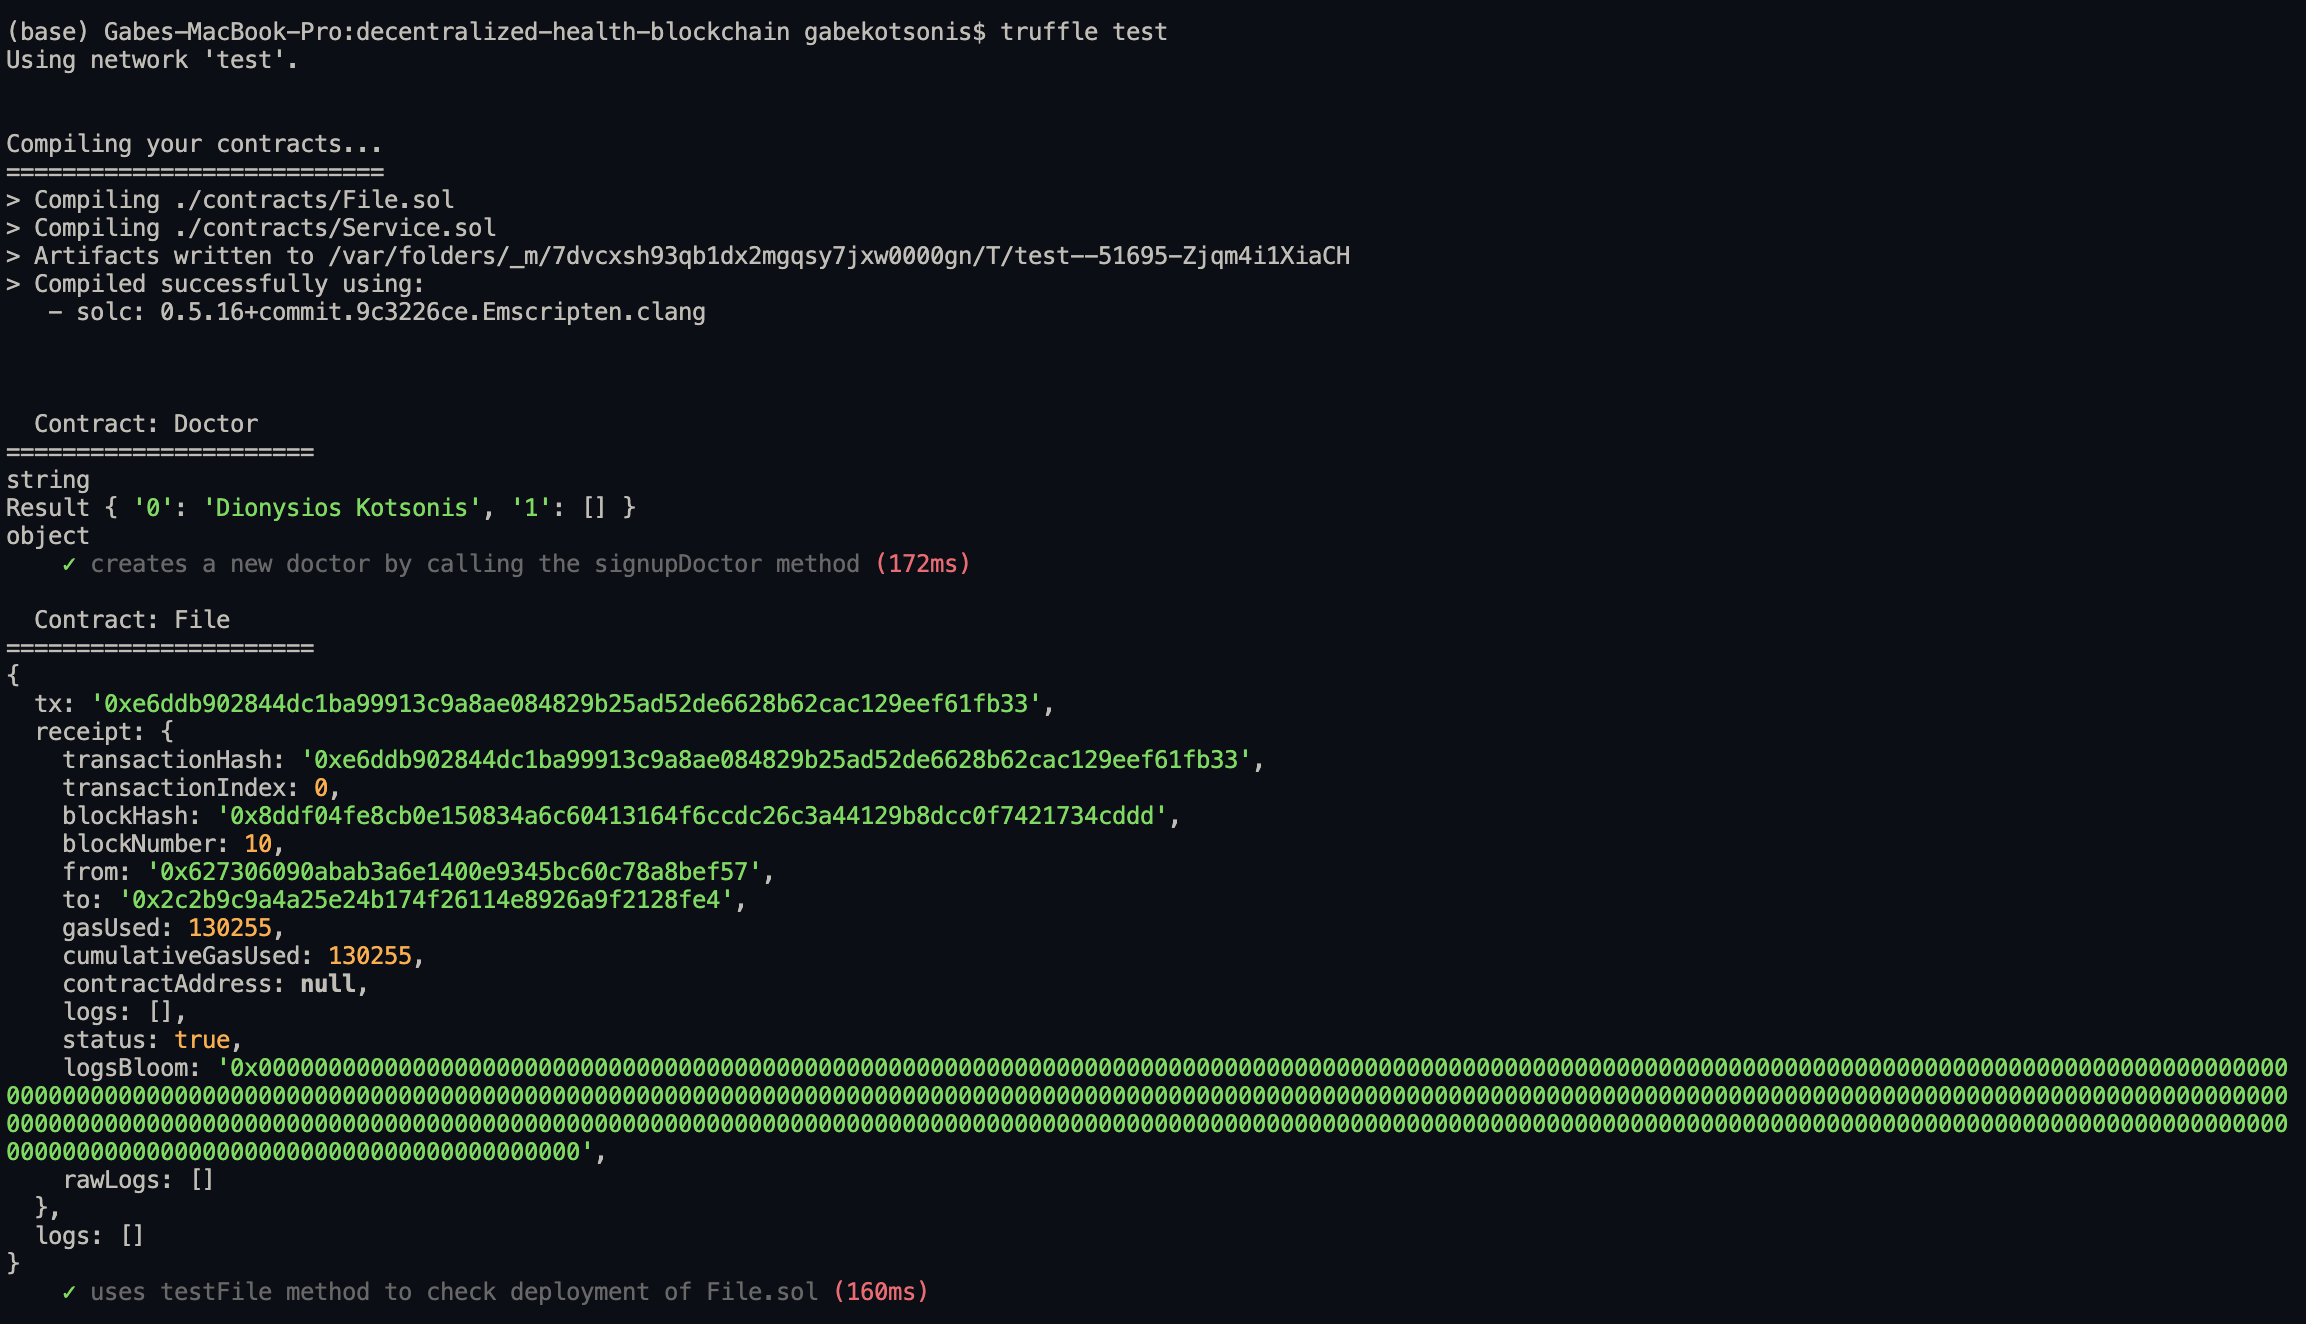 (base) Gabes-MacBook-Pro:decentralized-health-blockchain gabekotsonis$ truffle test
Using network 'test'.
Compiling your contracts...
===========================
> Compiling ./contracts/File.sol
> Compiling ./contracts/Service.sol
> Artifacts written to /var/folders/_m/7dvcxsh93qb1dx2mgqsy7jxw0000gn/T/test--51695-Zjqm4i1XiaCH
> Compiled successfully using:
   - solc: 0.5.16+commit.9c3226ce.Emscripten.clang
  Contract: Doctor
======================
string
Result { '0': 'Dionysios Kotsonis', '1': [] }
object
    ✓ creates a new doctor by calling the signupDoctor method (172ms)
  Contract: File
======================
{
  tx: '0xe6ddb902844dc1ba99913c9a8ae084829b25ad52de6628b62cac129eef61fb33',
  receipt: {
    transactionHash: '0xe6ddb902844dc1ba99913c9a8ae084829b25ad52de6628b62cac129eef61fb33',
    transactionIndex: 0,
    blockHash: '0x8ddf04fe8cb0e150834a6c60413164f6ccdc26c3a44129b8dcc0f7421734cddd',
    blockNumber: 10,
    from: '0x627306090abab3a6e1400e9345bc60c78a8bef57',
    to: '0x2c2b9c9a4a25e24b174f26114e8926a9f2128fe4',
    gasUsed: 130255,
    cumulativeGasUsed: 130255,
    contractAddress: null,
    logs: [],
    status: true,
    logsBloom: '0x0000000000000000000000000000000000000000000000000000000000000000000000000000000000000000000000000000000000000000000000000000000000000000000000000
0000000000000000000000000000000000000000000000000000000000000000000000000000000000000000000000000000000000000000000000000000000000000000000000000000000000000000000
0000000000000000000000000000000000000000000000000000000000000000000000000000000000000000000000000000000000000000000000000000000000000000000000000000000000000000000
00000000000000000000000000000000000000000',
    rawLogs: []
  },
  logs: []
}
    ✓ uses testFile method to check deployment of File.sol (160ms)